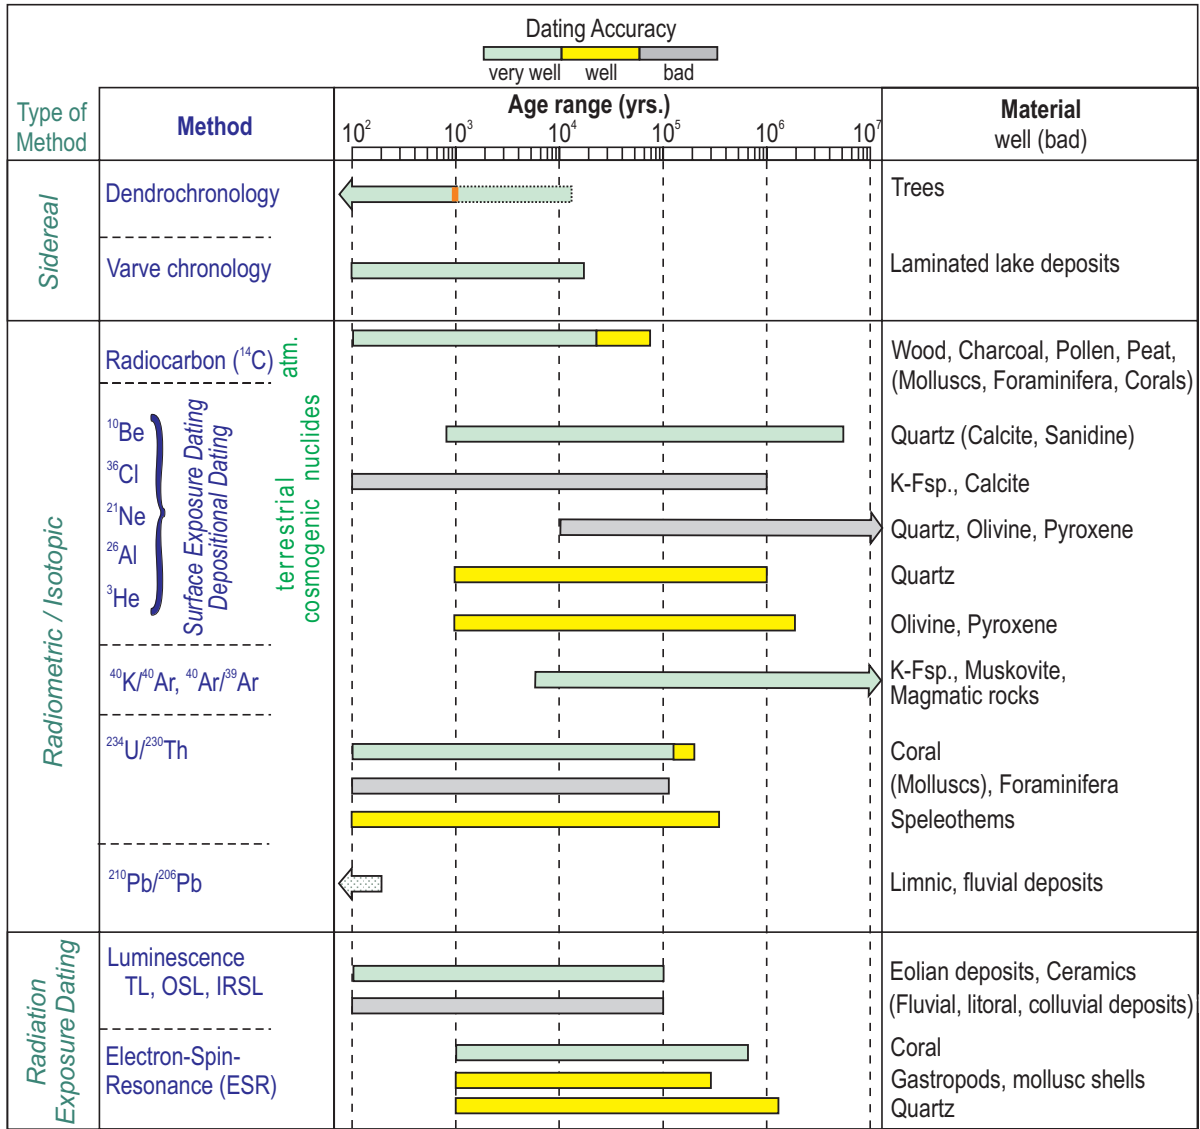 Dating Accuracy
very well well bad
Type of
Method
Method
Age range (yrs.)
10² 10³ 10⁴ 10⁵ 10⁶ 10⁷
Material
well (bad)
Sidereal
Dendrochronology
Trees
Varve chronology
Laminated lake deposits
Radiometric / Isotopic
Radiocarbon (¹⁴C)
atm.
Wood, Charcoal, Pollen, Peat,
(Molluscs, Foraminifera, Corals)
Surface Exposure Dating
Depositional Dating
terrestrial
cosmogenic nuclides
¹⁰Be
Quartz (Calcite, Sanidine)
³⁶Cl
K-Fsp., Calcite
²¹Ne
Quartz, Olivine, Pyroxene
²⁶Al
Quartz
³He
Olivine, Pyroxene
⁴⁰K/⁴⁰Ar, ⁴⁰Ar/³⁹Ar
K-Fsp., Muskovite,
Magmatic rocks
²³⁴U/²³⁰Th
Coral
(Molluscs), Foraminifera
Speleothems
²¹⁰Pb/²⁰⁶Pb
Limnic, fluvial deposits
Radiation
Exposure Dating
Luminescence
TL, OSL, IRSL
Eolian deposits, Ceramics
(Fluvial, litoral, colluvial deposits)
Electron-Spin-
Resonance (ESR)
Coral
Gastropods, mollusc shells
Quartz